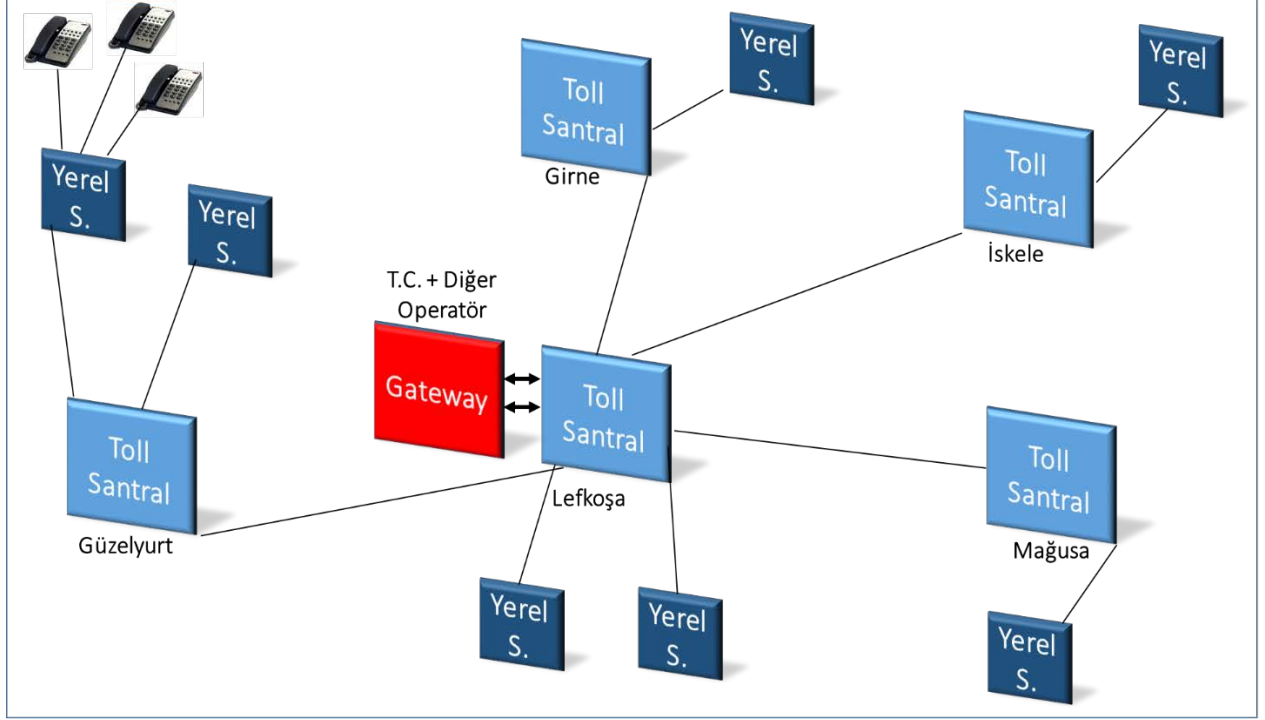 Yerel
S.
Toll
Santral
Girne
Yerel
S.
Toll
Santral
İskele
Yerel
S.
Yerel
S.
T.C. + Diğer
Operatör
Gateway
Toll
Santral
Lefkoşa
Toll
Santral
Güzelyurt
Toll
Santral
Mağusa
Yerel
S.
Yerel
S.
Yerel
S.